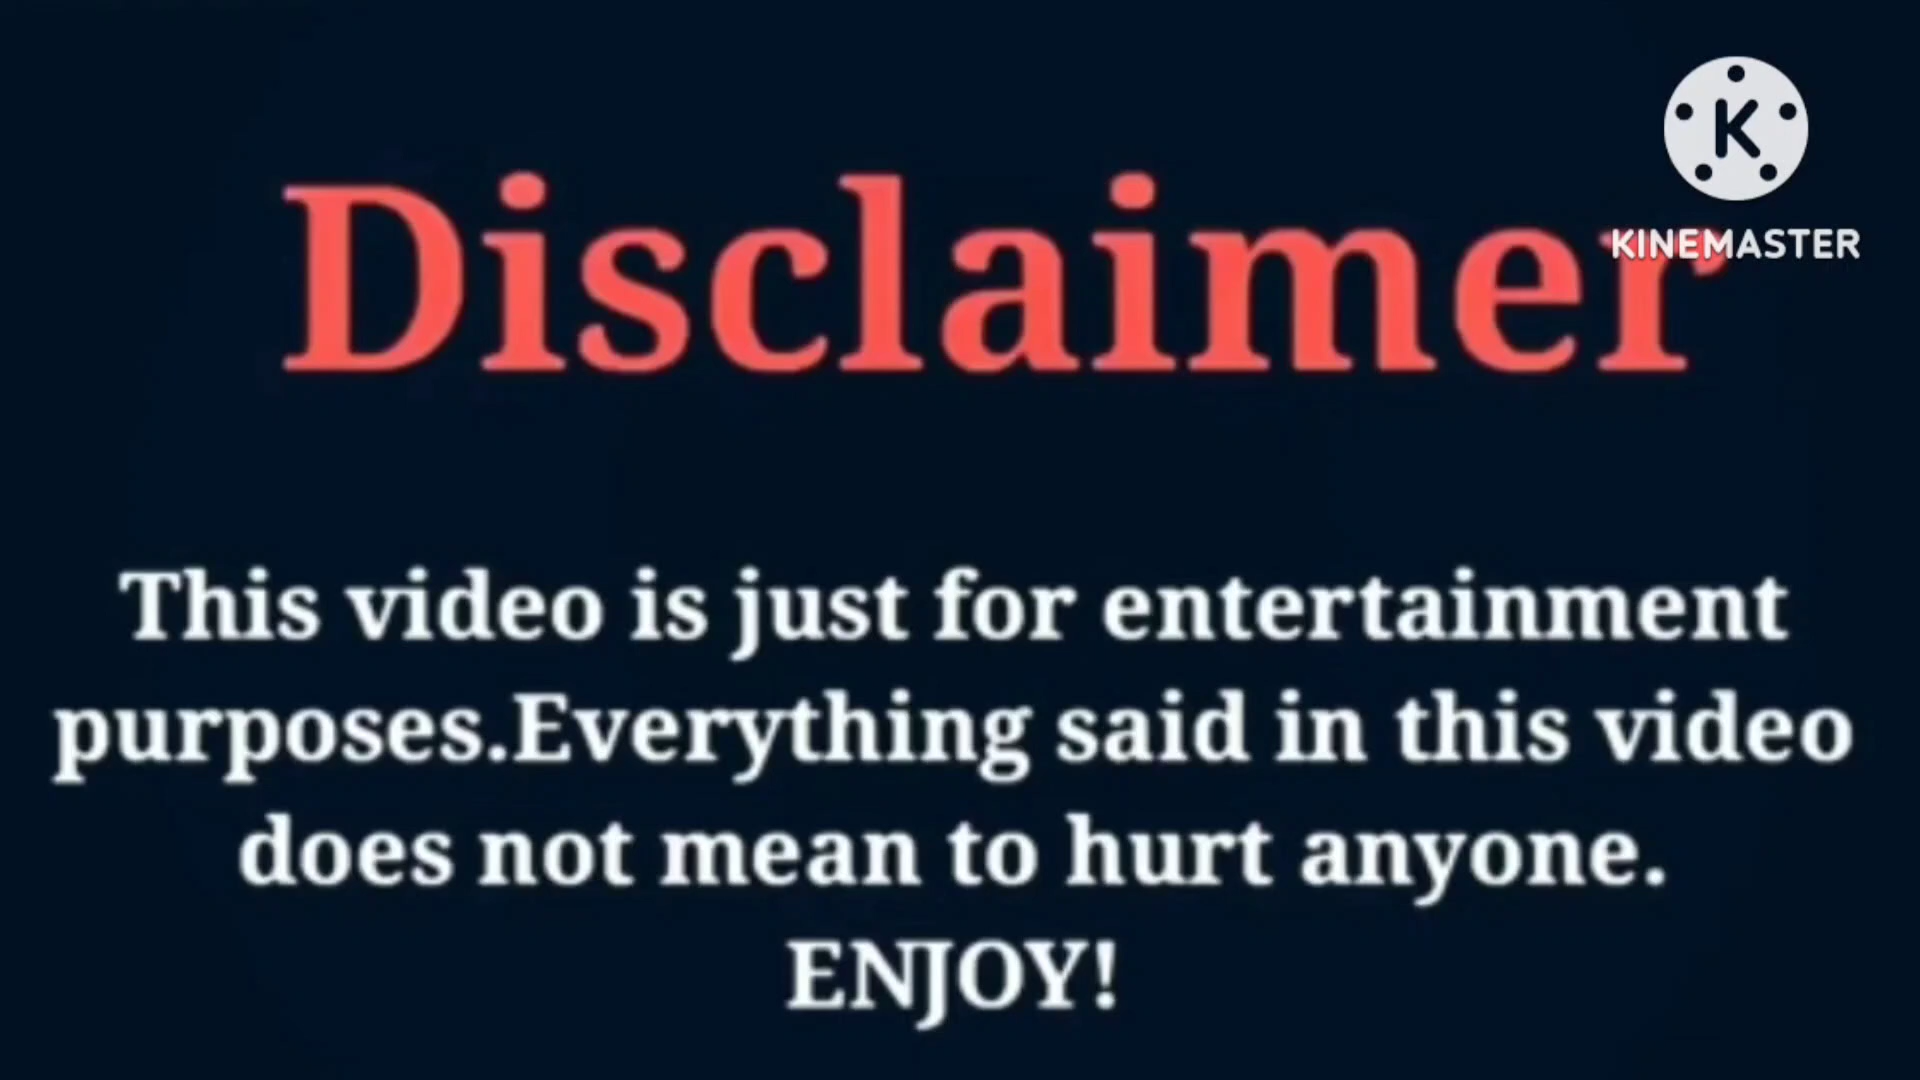 K
KINEMASTER
Disclaimer
This video is just for entertainment
purposes.Everything said in this video
does not mean to hurt anyone.
ENJOY!